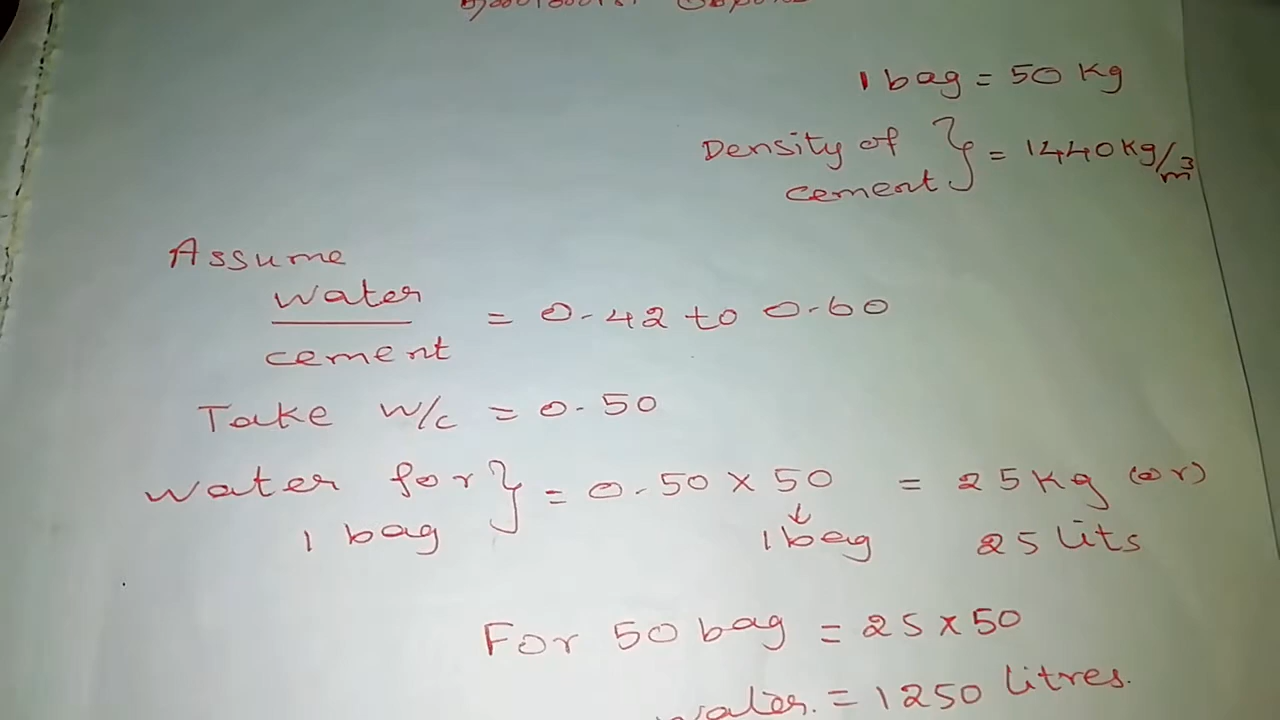 1 bag = 50 Kg
Density of } = 1440 kg/m³
cement
Assume
water
cement = 0.42 to 0.60
Take w/c = 0.50
water for } = 0.50 x 50 = 25 Kg (or)
1 bag 1 bag 25 lits
For 50 bag = 25 x 50
water. = 1250 litres.